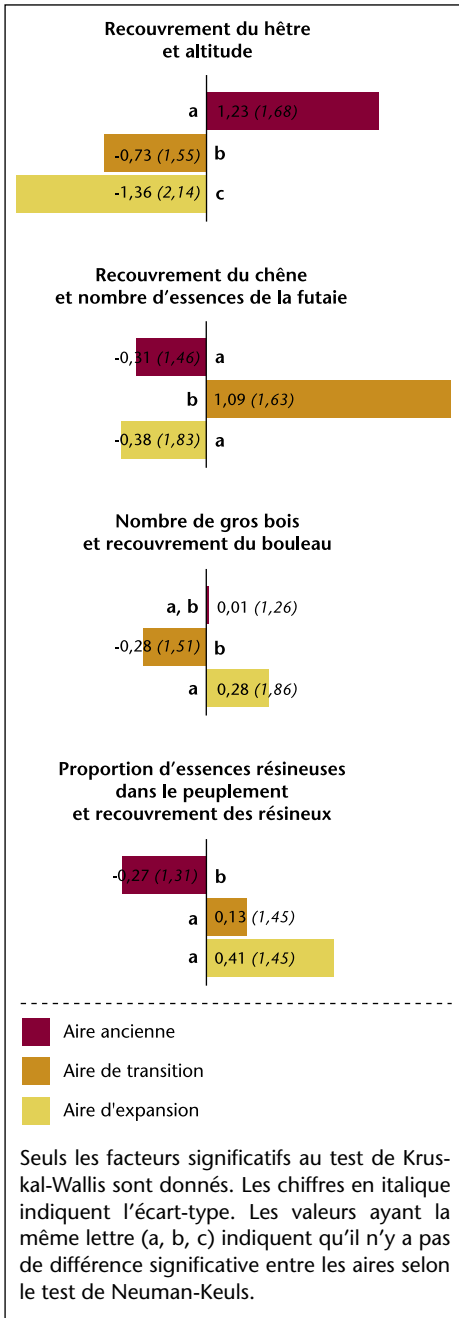 Recouvrement du hêtre
et altitude
a 1,23 (1,68)
-0,73 (1,55) b
-1,36 (2,14) c
Recouvrement du chêne
et nombre d'essences de la futaie
-0,31 (1,46) a
b 1,09 (1,63)
-0,38 (1,83) a
Nombre de gros bois
et recouvrement du bouleau
a, b 0,01 (1,26)
-0,28 (1,51) b
a 0,28 (1,86)
Proportion d'essences résineuses
dans le peuplement
et recouvrement des résineux
-0,27 (1,31) b
a 0,13 (1,45)
a 0,41 (1,45)
Aire ancienne
Aire de transition
Aire d'expansion
Seuls les facteurs significatifs au test de Krus-
kal-Wallis sont donnés. Les chiffres en italique
indiquent l'écart-type. Les valeurs ayant la
même lettre (a, b, c) indiquent qu'il n'y a pas
de différence significative entre les aires selon
le test de Neuman-Keuls.